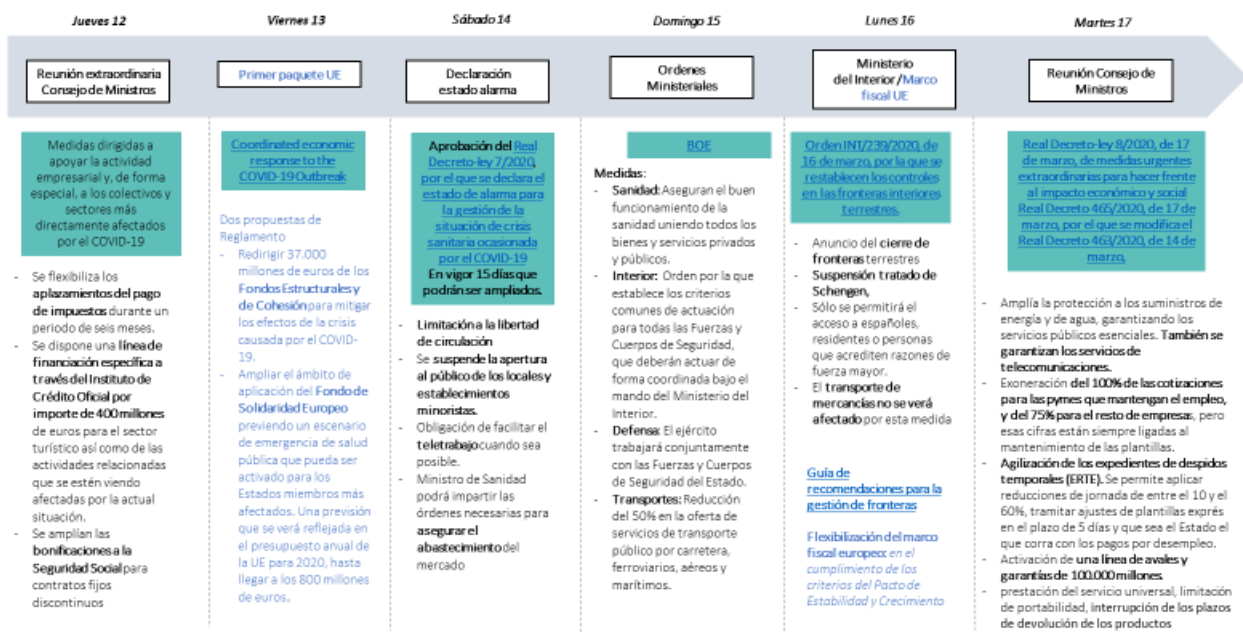 Jueves 12
Reunión extraordinaria
Consejo de Ministros
Medidas dirigidas a
apoyar la actividad
empresarial y, de forma
especial, a los colectivos y
sectores más
directamente afectados
por el COVID-19
- Se flexibiliza los
aplazamientos del pago
de impuestos durante un
periodo de seis meses.
- Se dispone una línea de
financiación específica a
través del Instituto de
Crédito Oficial por
importe de 400 millones
de euros para el sector
turístico así como de las
actividades relacionadas
que se estén viendo
afectadas por la actual
situación.
- Se amplían las
bonificaciones a la
Seguridad Social para
contratos fijos
discontinuos
Viernes 13
Primer paquete UE
Coordinated economic
response to the
COVID-19 Outbreak
Dos propuestas de
Reglamento
- Redirigir 37.000
millones de euros de los
Fondos Estructurales y
de Cohesión para mitigar
los efectos de la crisis
causada por el COVID-
19.
- Ampliar el ámbito de
aplicación del Fondo de
Solidaridad Europeo
previendo un escenario
de emergencia de salud
pública que pueda ser
activado para los
Estados miembros más
afectados. Una previsión
que se verá reflejada en
el presupuesto anual de
la UE para 2020, hasta
llegar a los 800 millones
de euros.
Sábado 14
Declaración
estado alarma
Aprobación del Real
Decreto-ley 7/2020,
por el que se declara el
estado de alarma para
la gestión de la
situación de crisis
sanitaria ocasionada
por el COVID-19
En vigor 15 días que
podrán ser ampliados.
- Limitación a la libertad
de circulación
- Se suspende la apertura
al público de los locales y
establecimientos
minoristas.
- Obligación de facilitar el
teletrabajo cuando sea
posible.
- Ministro de Sanidad
podrá impartir las
órdenes necesarias para
asegurar el
abastecimiento del
mercado
Domingo 15
Ordenes
Ministeriales
BOE
Medidas:
- Sanidad: Aseguran el buen
funcionamiento de la
sanidad uniendo todos los
bienes y servicios privados
y públicos.
- Interior: Orden por la que
establece los criterios
comunes de actuación
para todas las Fuerzas y
Cuerpos de Seguridad,
que deberán actuar de
forma coordinada bajo el
mando del Ministerio del
Interior.
- Defensa: El ejército
trabajará conjuntamente
con las Fuerzas y Cuerpos
de Seguridad del Estado.
- Transportes: Reducción
del 50% en la oferta de
servicios de transporte
público por carretera,
ferroviarios, aéreos y
marítimos.
Lunes 16
Ministerio
del Interior/Marco
fiscal UE
Orden INT/239/2020, de
16 de marzo, por la que se
restablecen los controles
en las fronteras interiores
terrestres.
- Anuncio del cierre de
fronteras terrestres
- Suspensión tratado de
Schengen,
- Sólo se permitirá el
acceso a españoles,
residentes o personas
que acrediten razones de
fuerza mayor.
- El transporte de
mercancías no se verá
afectado por esta medida
Guía de
recomendaciones para la
gestión de fronteras
Flexibilización del marco
fiscal europeo: en el
cumplimiento de los
criterios del Pacto de
Estabilidad y Crecimiento
Martes 17
Reunión Consejo de
Ministros
Real Decreto-ley 8/2020, de 17
de marzo, de medidas urgentes
extraordinarias para hacer frente
al impacto económico y social
Real Decreto 465/2020, de 17 de
marzo, por el que se modifica el
Real Decreto 463/2020, de 14 de
marzo,
- Amplía la protección a los suministros de
energía y de agua, garantizando los
servicios públicos esenciales. También se
garantizan los servicios de
telecomunicaciones.
- Exoneración del 100% de las cotizaciones
para las pymes que mantengan el empleo,
y del 75% para el resto de empresas, pero
esas cifras están siempre ligadas al
mantenimiento de las plantillas.
- Agilización de los expedientes de despidos
temporales (ERTE). Se permite aplicar
reducciones de jornada de entre el 10 y el
60%, tramitar ajustes de plantillas exprés
en el plazo de 5 días y que sea el Estado el
que corra con los pagos por desempleo.
- Activación de una línea de avales y
garantías de 100.000 millones.
- prestación del servicio universal, limitación
de portabilidad, interrupción de los plazos
de devolución de los productos